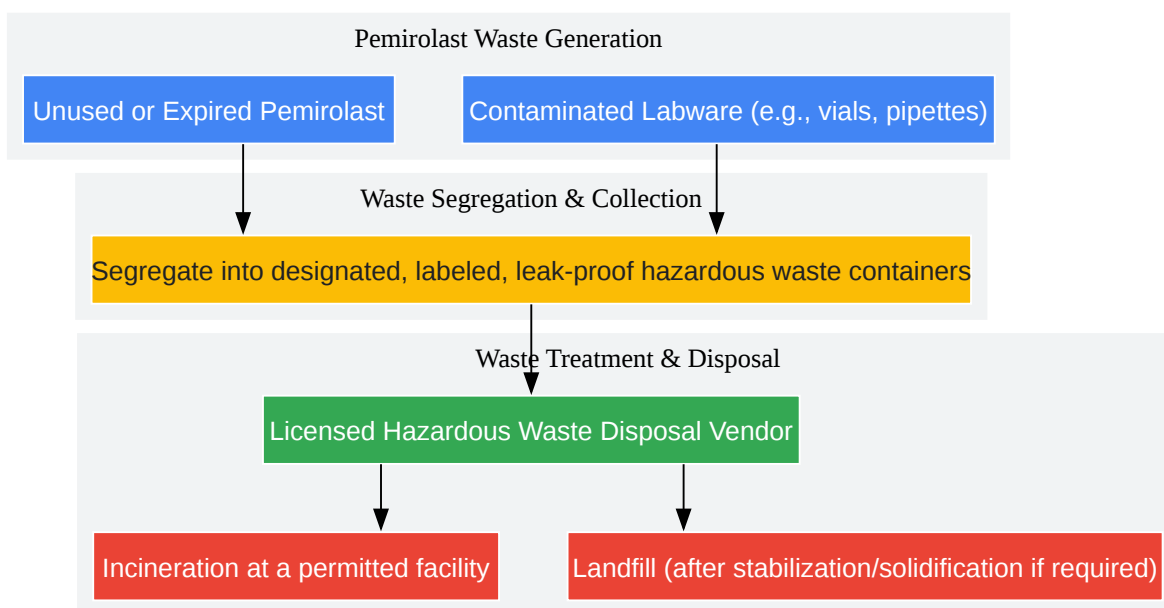 Pemirolast Waste Generation
Unused or Expired Pemirolast
Contaminated Labware (e.g., vials, pipettes)
Waste Segregation & Collection
Segregate into designated, labeled, leak-proof hazardous waste containers
Waste Treatment & Disposal
Licensed Hazardous Waste Disposal Vendor
Incineration at a permitted facility
Landfill (after stabilization/solidification if required)